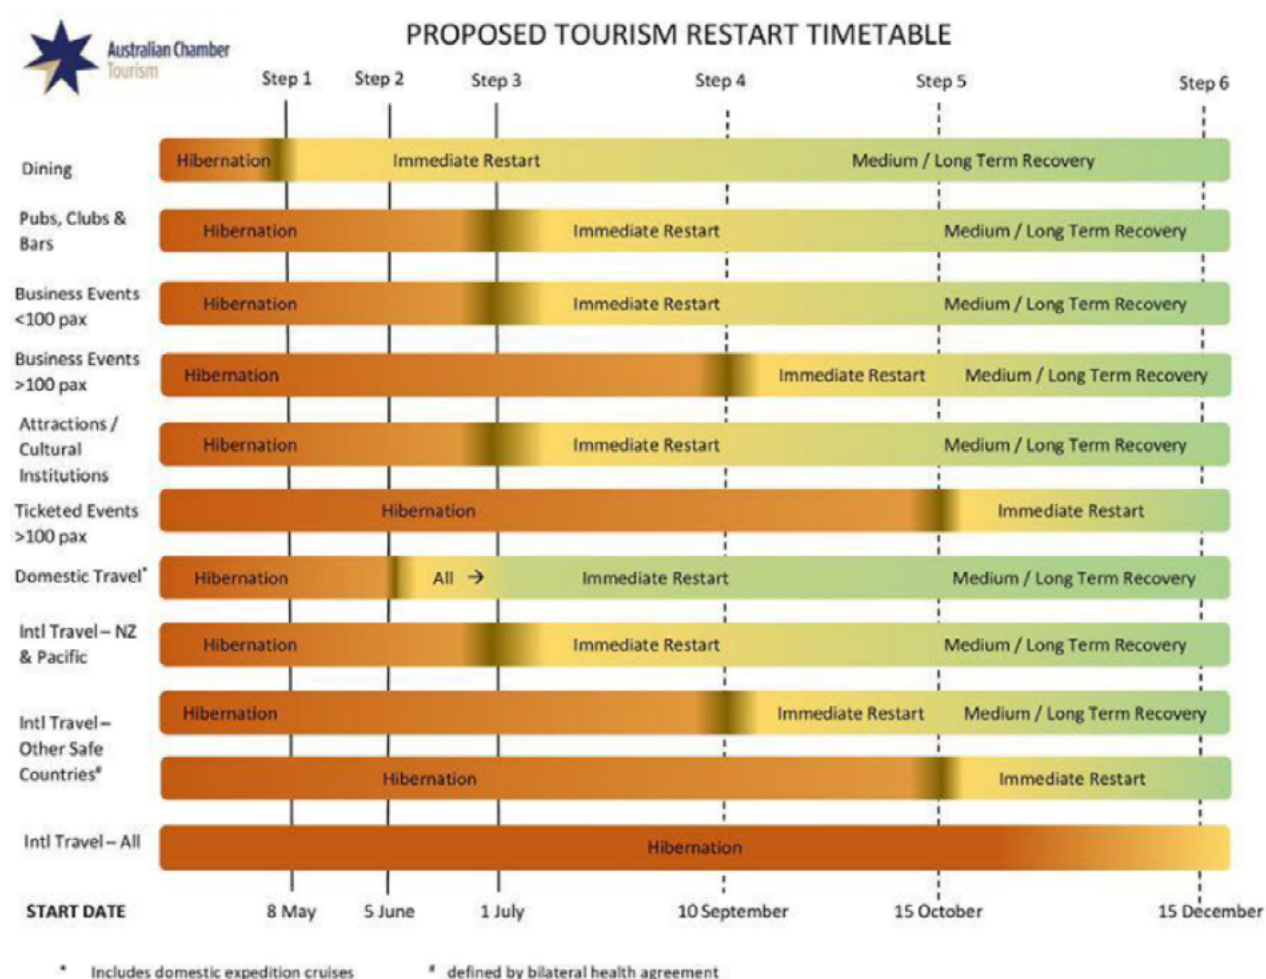 PROPOSED TOURISM RESTART TIMETABLE
Australian Chamber
Tourism
Step 1 Step 2 Step 3 Step 4 Step 5 Step 6
Dining
Hibernation Immediate Restart Medium / Long Term Recovery
Pubs, Clubs &
Bars
Hibernation Immediate Restart Medium / Long Term Recovery
Business Events
<100 pax
Hibernation Immediate Restart Medium / Long Term Recovery
Business Events
>100 pax
Hibernation Immediate Restart Medium / Long Term Recovery
Attractions /
Cultural
Institutions
Hibernation Immediate Restart Medium / Long Term Recovery
Ticketed Events
>100 pax
Hibernation Immediate Restart
Domestic Travel*
Hibernation All → Immediate Restart Medium / Long Term Recovery
Intl Travel – NZ
& Pacific
Hibernation Immediate Restart Medium / Long Term Recovery
Intl Travel –
Other Safe
Countries#
Hibernation Immediate Restart Medium / Long Term Recovery
Hibernation Immediate Restart
Intl Travel – All
Hibernation
START DATE 8 May 5 June 1 July 10 September 15 October 15 December
* Includes domestic expedition cruises # defined by bilateral health agreement